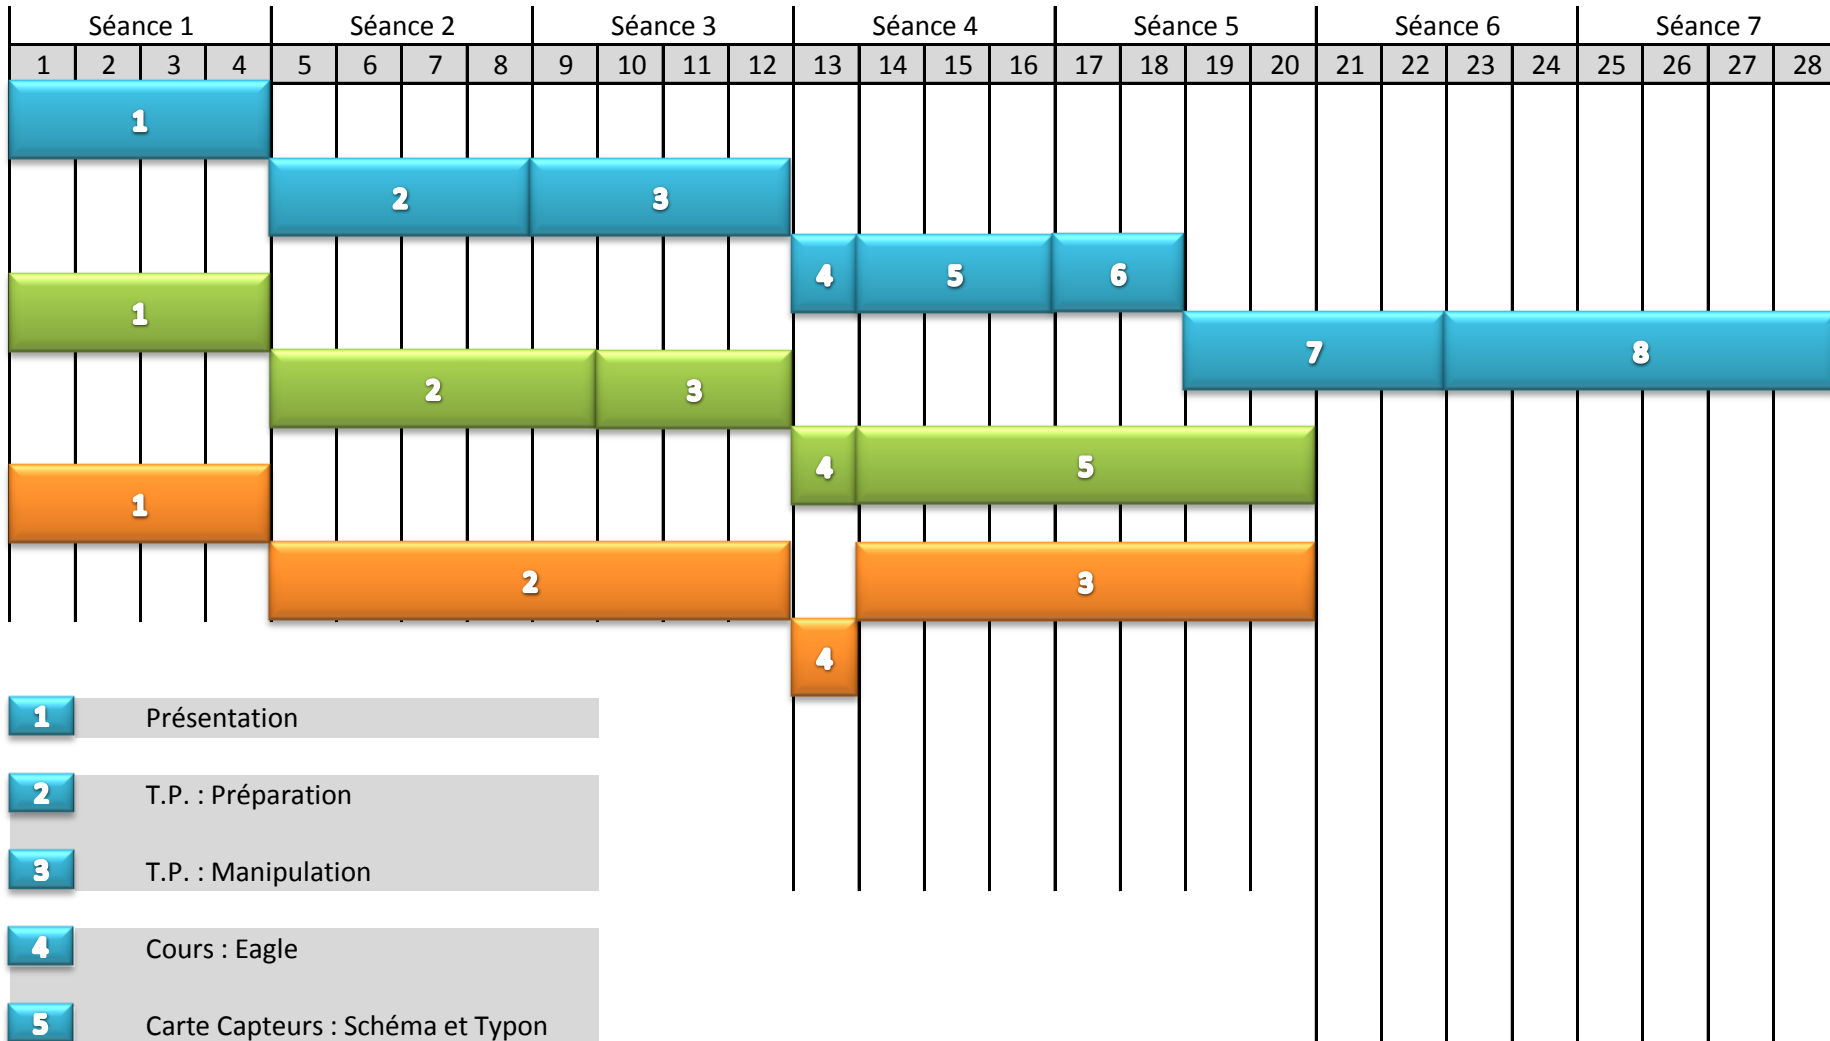 Séance 1 Séance 2 Séance 3 Séance 4 Séance 5 Séance 6 Séance 7
1 2 3 4 5 6 7 8 9 10 11 12 13 14 15 16 17 18 19 20 21 22 23 24 25 26 27 28
1
2 3
4 5 6
1
7 8
2 3
4 5
1
2 3
4
1 Présentation
2 T.P. : Préparation
3 T.P. : Manipulation
4 Cours : Eagle
5 Carte Capteurs : Schéma et Typon